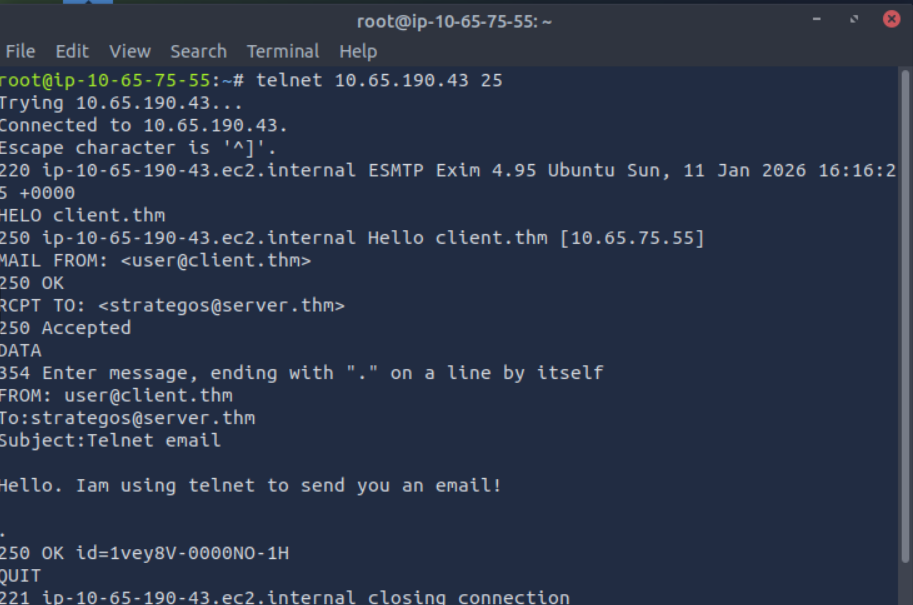 root@ip-10-65-75-55: ~
File Edit View Search Terminal Help
root@ip-10-65-75-55:~# telnet 10.65.190.43 25
Trying 10.65.190.43...
Connected to 10.65.190.43.
Escape character is '^]'.
220 ip-10-65-190-43.ec2.internal ESMTP Exim 4.95 Ubuntu Sun, 11 Jan 2026 16:16:2
5 +0000
HELO client.thm
250 ip-10-65-190-43.ec2.internal Hello client.thm [10.65.75.55]
MAIL FROM: <user@client.thm>
250 OK
RCPT TO: <strategos@server.thm>
250 Accepted
DATA
354 Enter message, ending with "." on a line by itself
FROM: user@client.thm
To:strategos@server.thm
Subject:Telnet email
Hello. Iam using telnet to send you an email!
.
250 OK id=1vey8V-0000NO-1H
QUIT
221 ip-10-65-190-43.ec2.internal closing connection